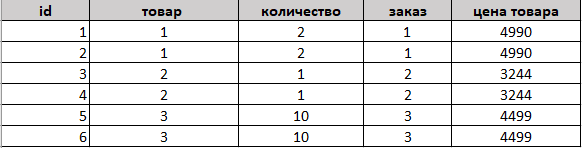 id товар количество заказ цена товара
1 1 2 1 4990
2 1 2 1 4990
3 2 1 2 3244
4 2 1 2 3244
5 3 10 3 4499
6 3 10 3 4499